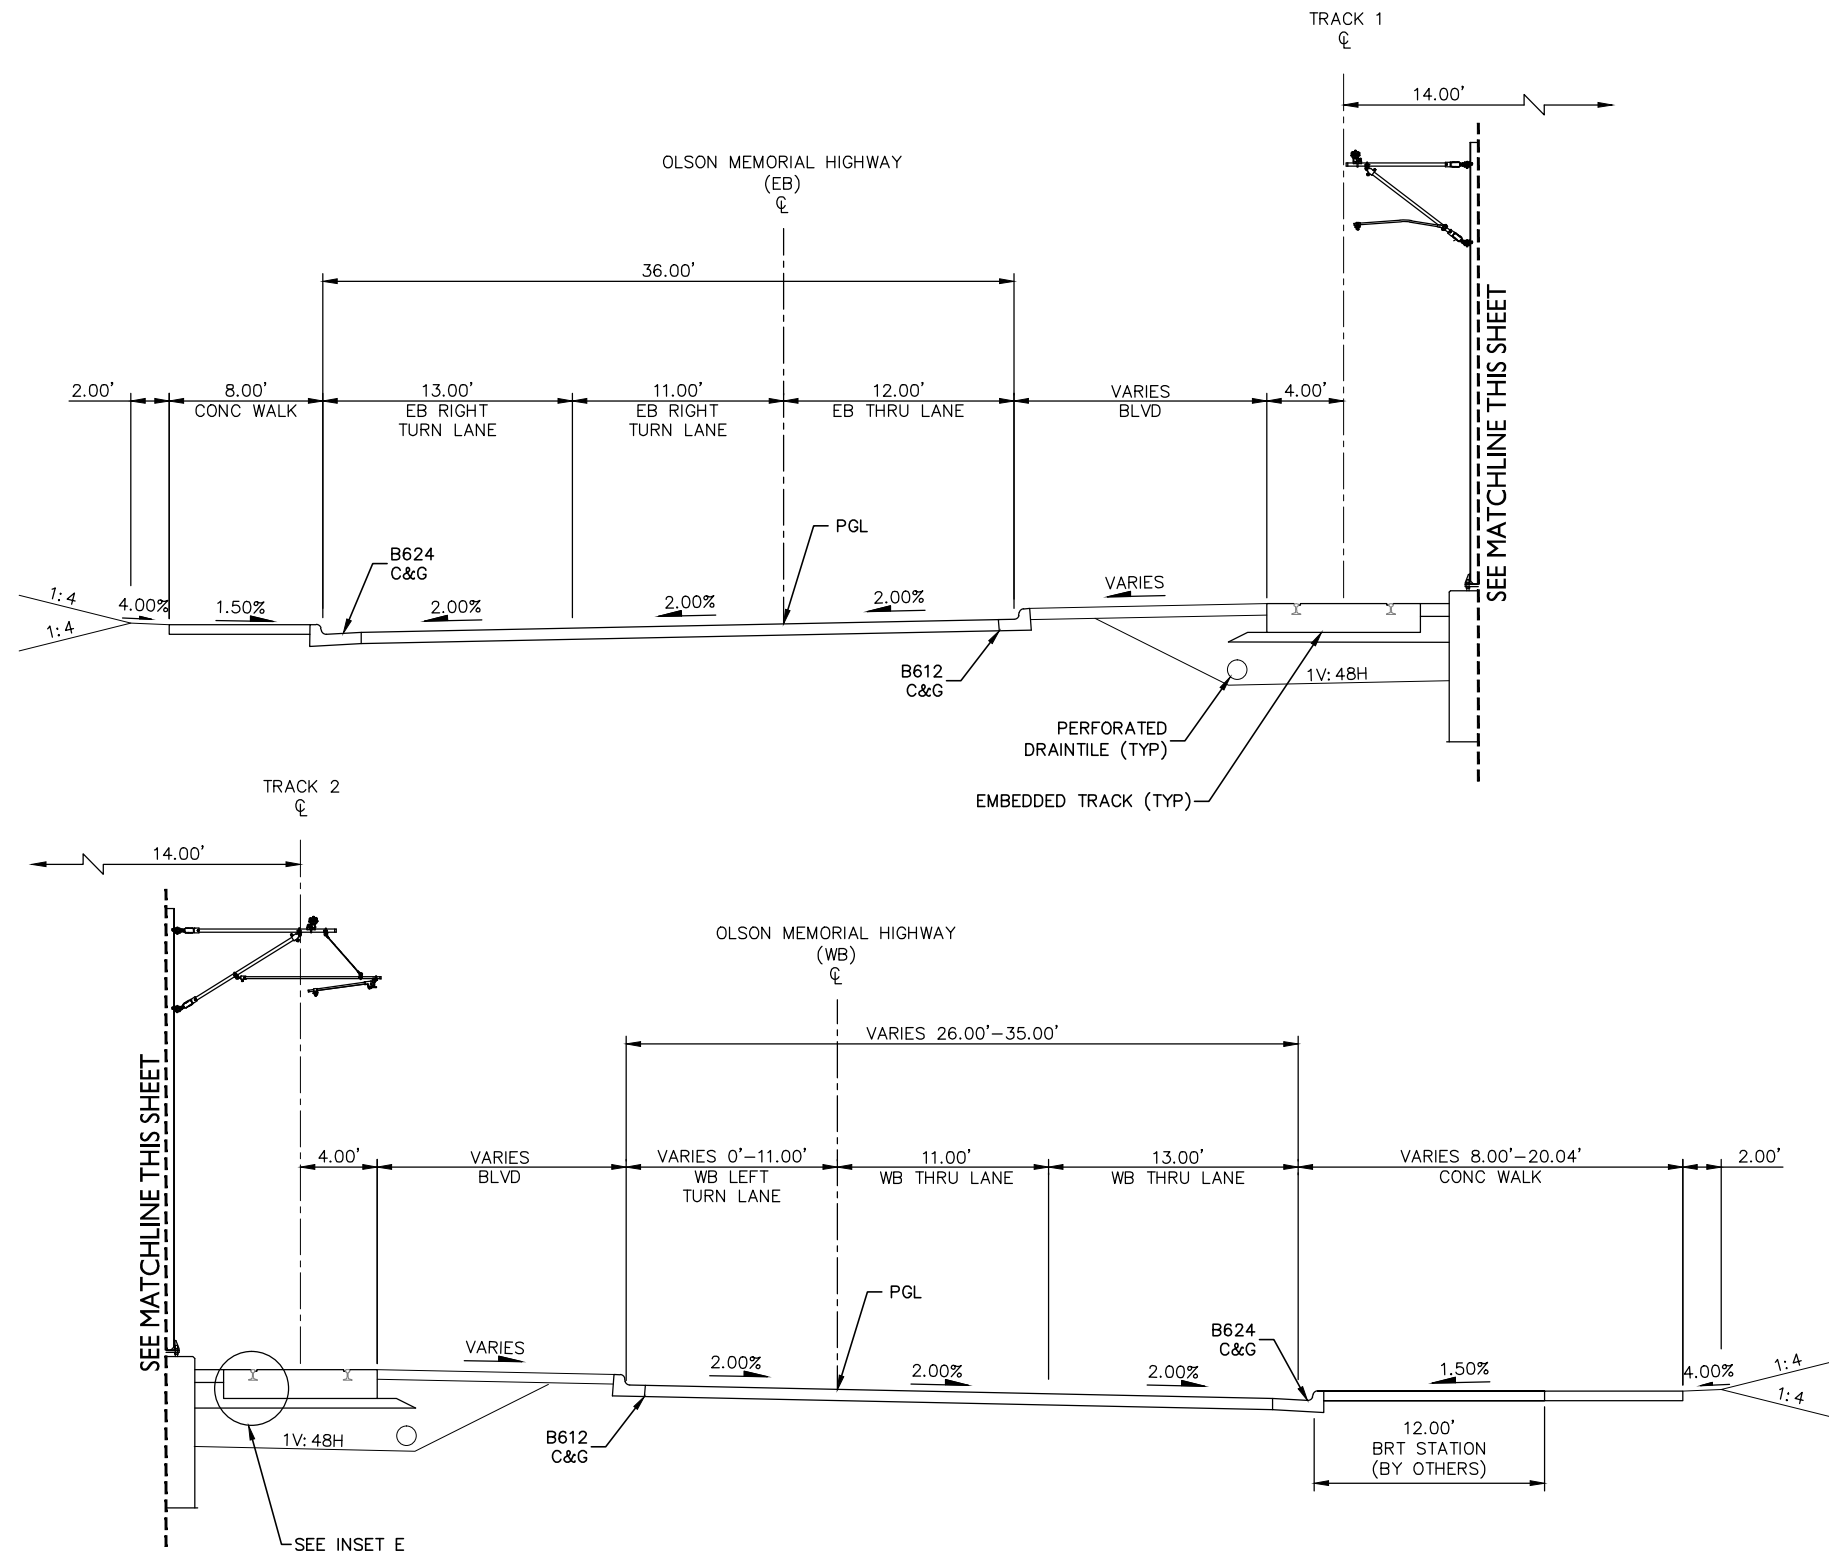 TRACK 1
℄
14.00'
OLSON MEMORIAL HIGHWAY
(EB)
℄
36.00'
SEE MATCHLINE THIS SHEET
2.00'
8.00'
CONC WALK
13.00'
EB RIGHT
TURN LANE
11.00'
EB RIGHT
TURN LANE
12.00'
EB THRU LANE
VARIES
BLVD
4.00'
PGL
B624
C&G
1:4
1:4
4.00%
1.50%
2.00%
2.00%
2.00%
VARIES
B612
C&G
1V:48H
PERFORATED
DRAINTILE (TYP)
EMBEDDED TRACK (TYP)
TRACK 2
℄
14.00'
OLSON MEMORIAL HIGHWAY
(WB)
℄
VARIES 26.00'-35.00'
SEE MATCHLINE THIS SHEET
4.00'
VARIES
BLVD
VARIES 0'-11.00'
WB LEFT
TURN LANE
11.00'
WB THRU LANE
13.00'
WB THRU LANE
VARIES 8.00'-20.04'
CONC WALK
2.00'
PGL
B624
C&G
VARIES
2.00%
2.00%
2.00%
1.50%
4.00%
1:4
1:4
1V:48H
B612
C&G
12.00'
BRT STATION
(BY OTHERS)
SEE INSET E